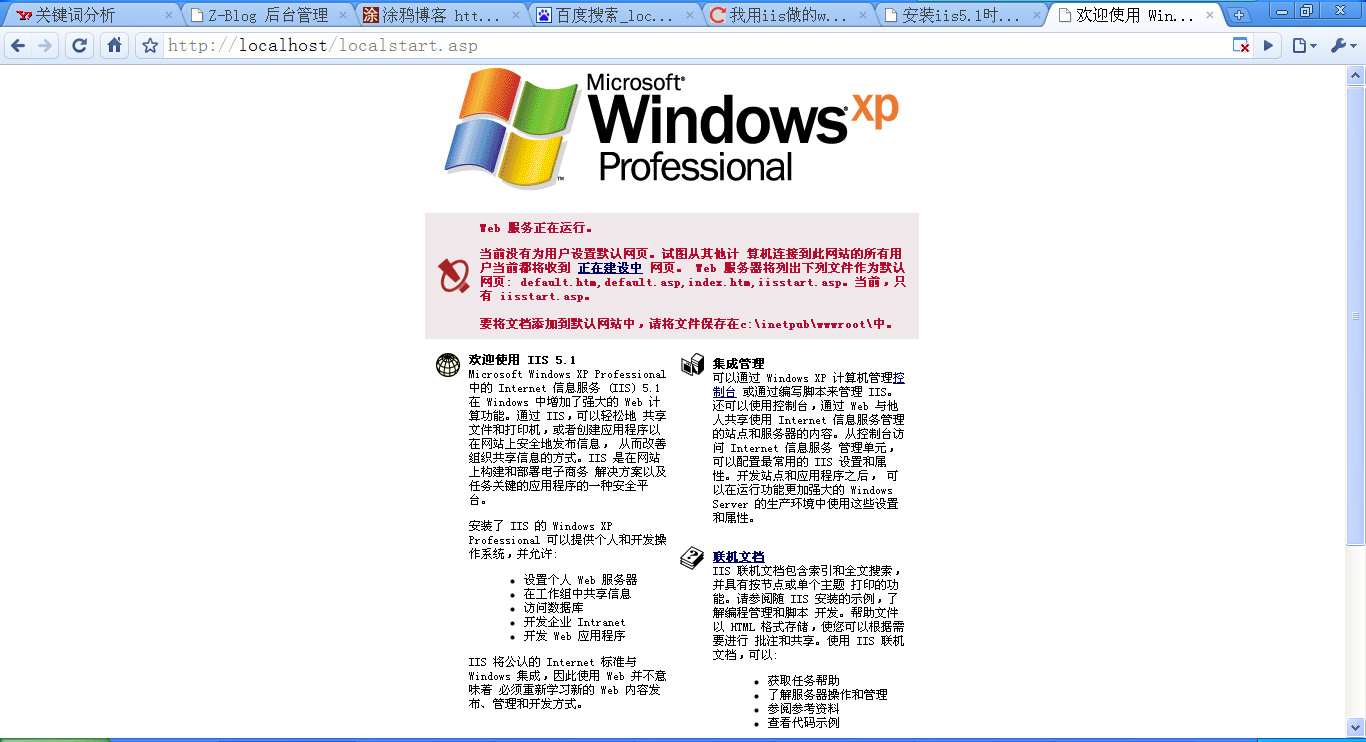 关键词分析
Z-Blog 后台管理
涂鸦博客 htt...
百度搜索_loc...
我用iis做的w...
安装iis5.1时...
欢迎使用 Win...
http://localhost/localstart.asp
Microsoft®
Windows® xp
Professional
™
Web 服务正在运行。
当前没有为用户设置默认网页。试图从其他计 算机连接到此网站的所有用
户当前都将收到 正在建设中 网页。 Web 服务器将列出下列文件作为默认
网页: default.htm,default.asp,index.htm,iisstart.asp。当前，只
有 iisstart.asp。
要将文档添加到默认网站中，请将文件保存在c:\inetpub\wwwroot\中。
欢迎使用 IIS 5.1
Microsoft Windows XP Professional
中的 Internet 信息服务 (IIS) 5.1
在 Windows 中增加了强大的 Web 计
算功能。通过 IIS，可以轻松地 共享
文件和打印机，或者创建应用程序以
在网站上安全地发布信息， 从而改善
组织共享信息的方式。IIS 是在网站
上构建和部署电子商务 解决方案以及
任务关键的应用程序的一种安全平
台。
安装了 IIS 的 Windows XP
Professional 可以提供个人和开发操
作系统，并允许:
• 设置个人 Web 服务器
• 在工作组中共享信息
• 访问数据库
• 开发企业 Intranet
• 开发 Web 应用程序
IIS 将公认的 Internet 标准与
Windows 集成，因此使用 Web 并不意
味着 必须重新学习新的 Web 内容发
布、管理和开发方式。
集成管理
可以通过 Windows XP 计算机管理控
制台 或通过编写脚本来管理 IIS。
还可以使用控制台，通过 Web 与他
人共享使用 Internet 信息服务管理
的站点和服务器的内容。从控制台访
问 Internet 信息服务 管理单元，
可以配置最常用的 IIS 设置和属
性。开发站点和应用程序之后， 可
以在运行功能更加强大的 Windows
Server 的生产环境中使用这些设置
和属性。
联机文档
IIS 联机文档包含索引和全文搜索，
并具有按节点或单个主题 打印的功
能。请参阅随 IIS 安装的示例，了
解编程管理和脚本 开发。帮助文件
以 HTML 格式存储，使您可以根据需
要进行 批注和共享。使用 IIS 联机
文档，可以:
• 获取任务帮助
• 了解服务器操作和管理
• 参阅参考资料
• 查看代码示例